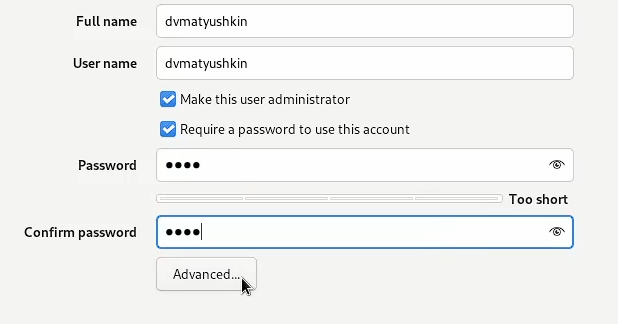 Full name dvmatyushkin
User name dvmatyushkin
Make this user administrator
Require a password to use this account
Password ••••
Too short
Confirm password ••••
Advanced...